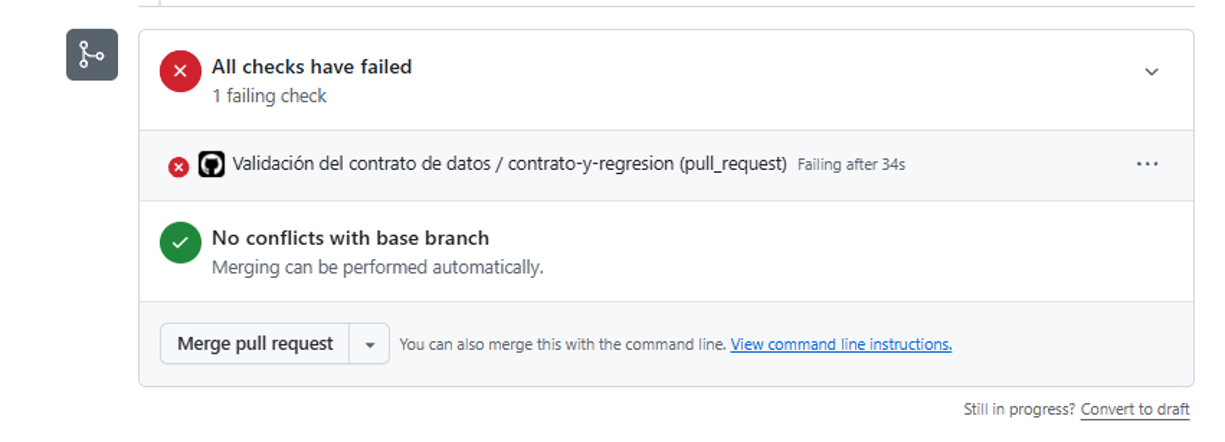 All checks have failed
1 failing check
Validación del contrato de datos / contrato-y-regresion (pull_request) Failing after 34s
No conflicts with base branch
Merging can be performed automatically.
Merge pull request You can also merge this with the command line. View command line instructions.
Still in progress? Convert to draft